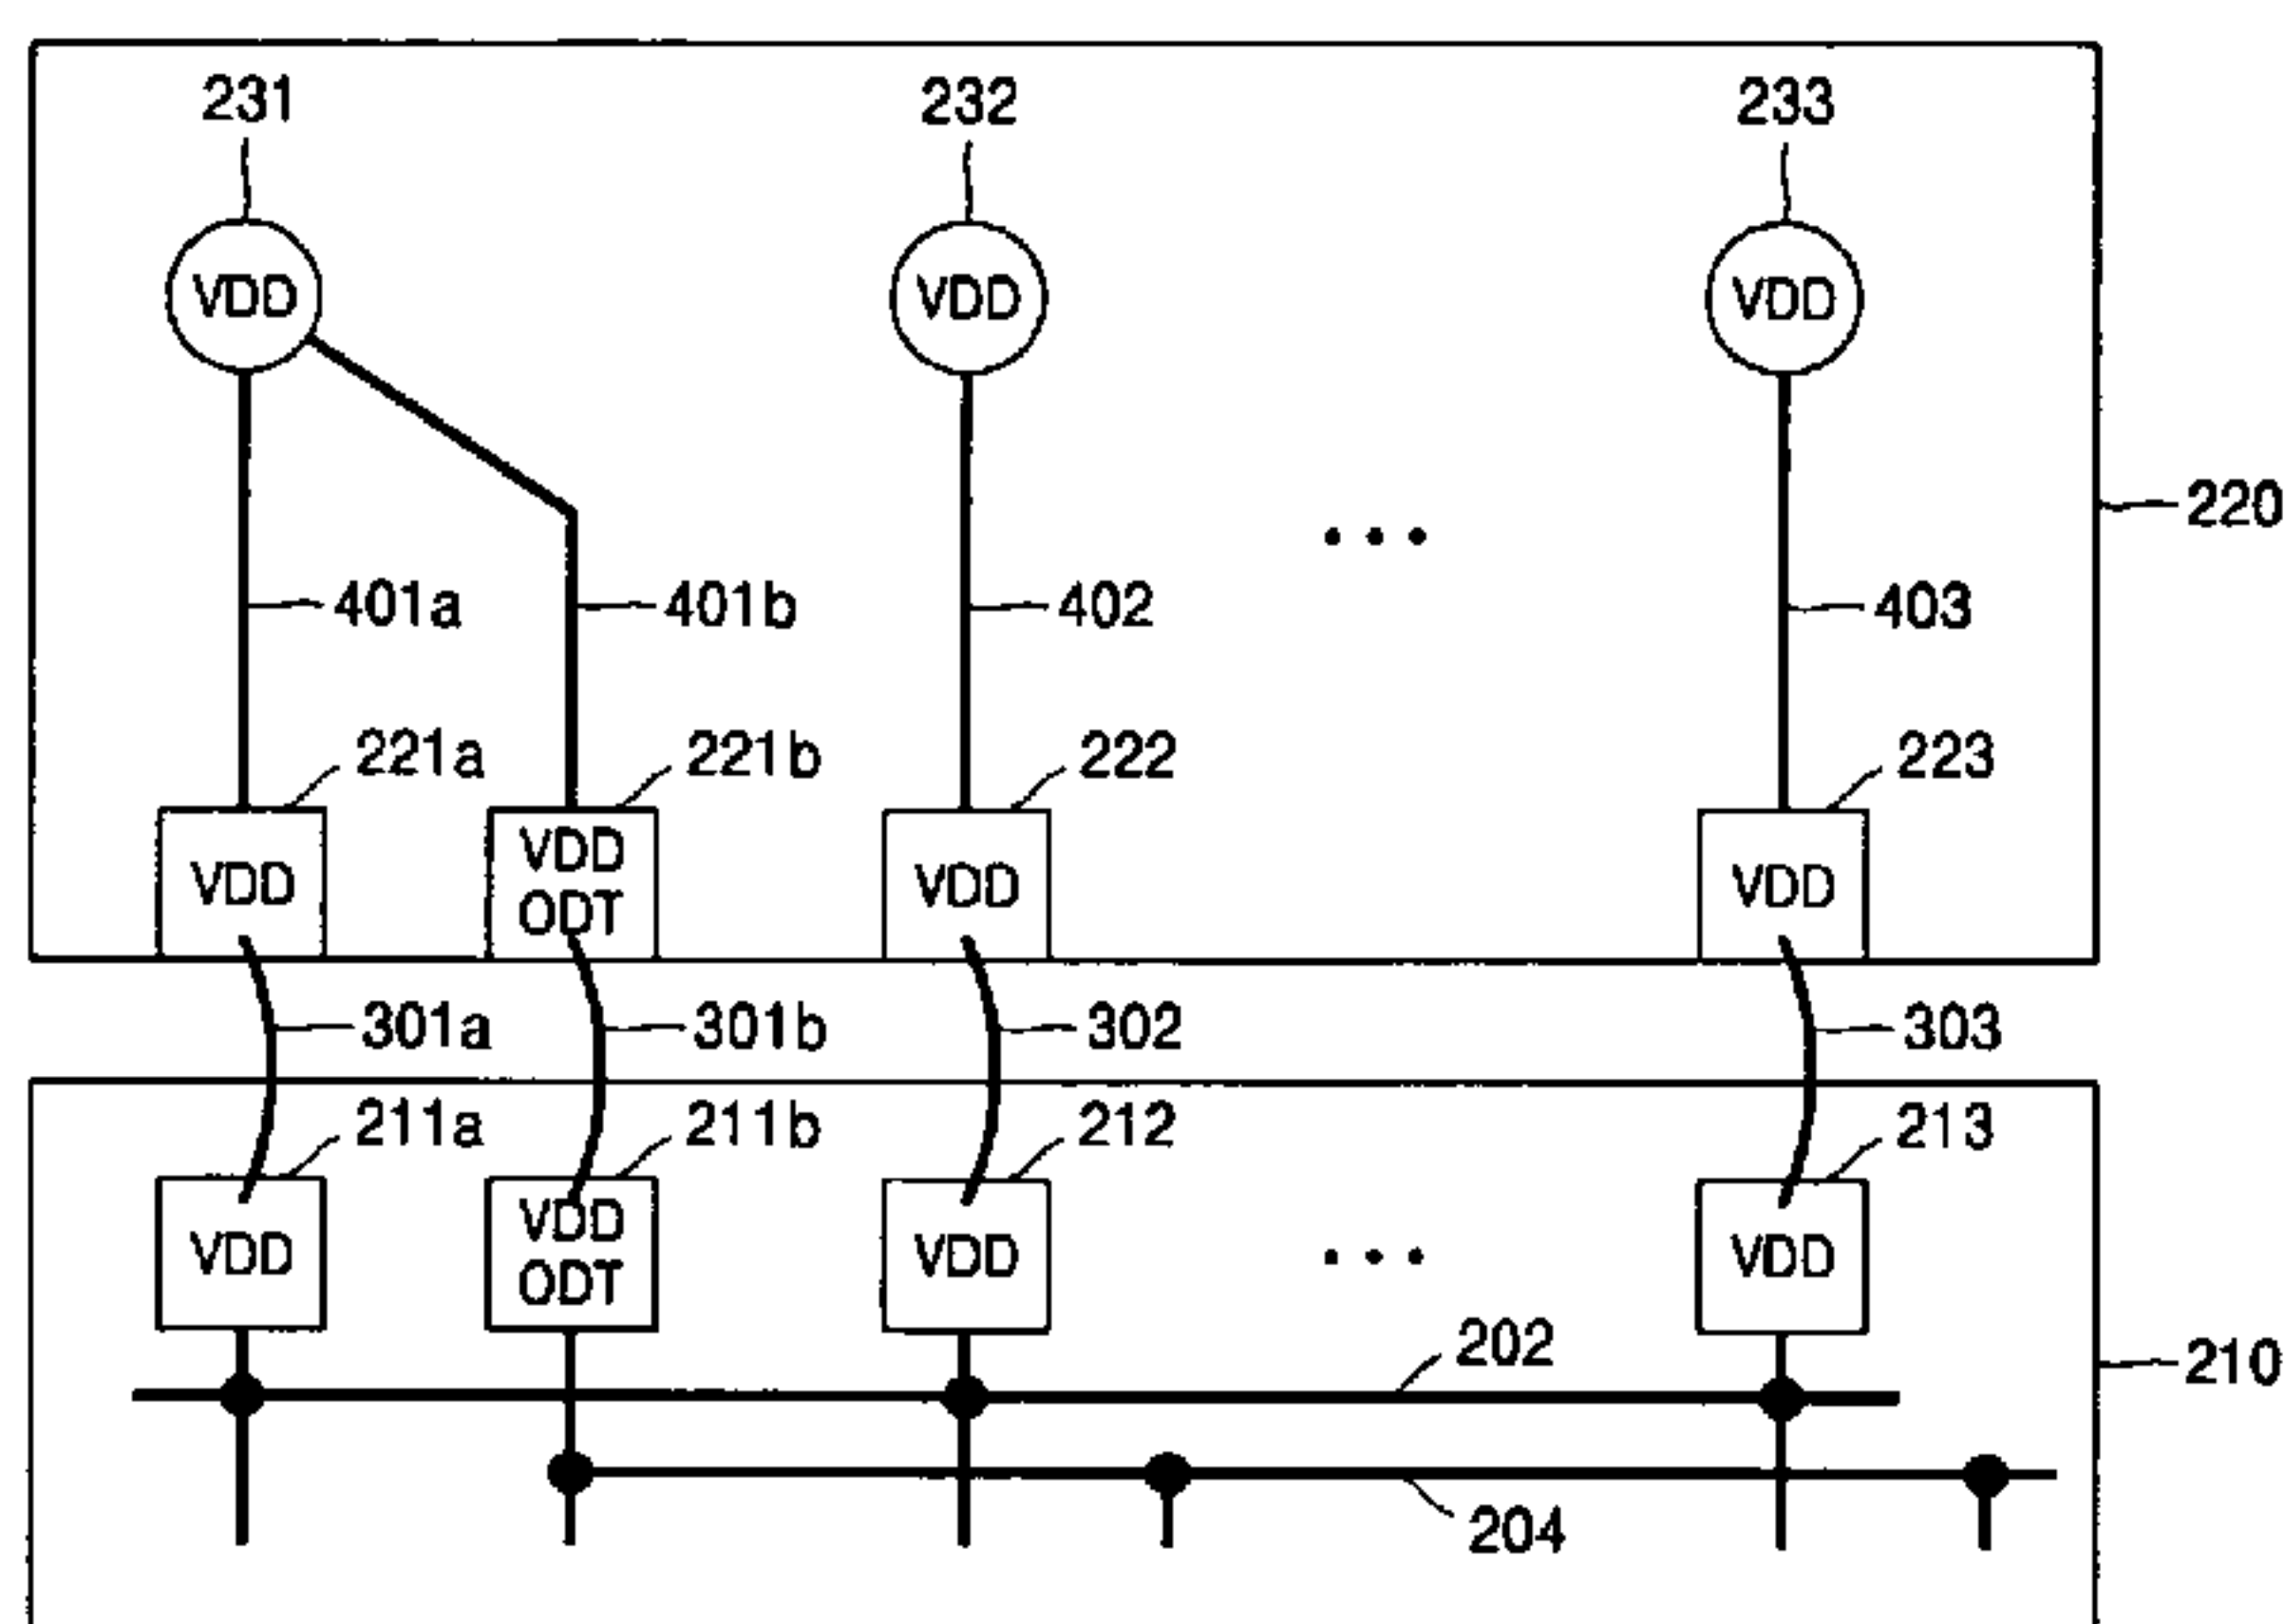 231 232 233
VDD VDD VDD
220
401a 401b 402 • • • 403
221a 221b 222 223
VDD VDD ODT VDD VDD
301a 301b 302 303
211a 211b 212 213
VDD VDD ODT VDD • • • VDD
202
210
204